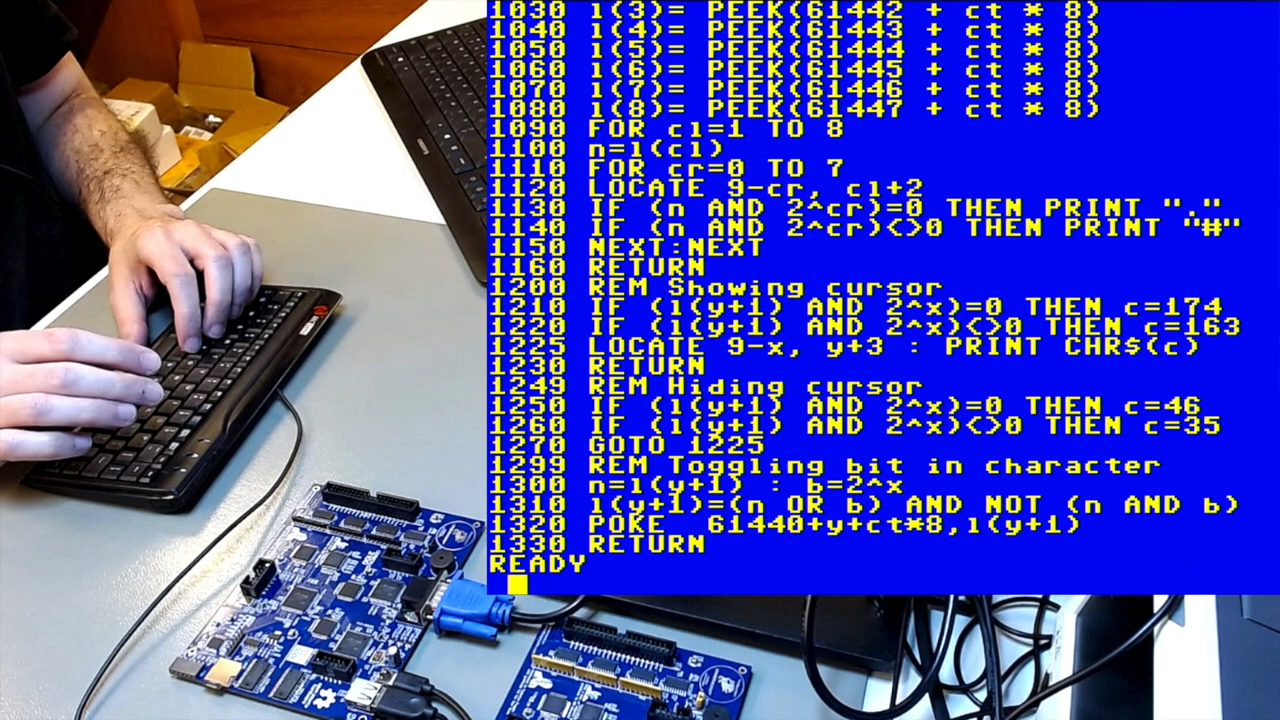 1030 l(3)= PEEK(61442 + ct * 8)
1040 l(4)= PEEK(61443 + ct * 8)
1050 l(5)= PEEK(61444 + ct * 8)
1060 l(6)= PEEK(61445 + ct * 8)
1070 l(7)= PEEK(61446 + ct * 8)
1080 l(8)= PEEK(61447 + ct * 8)
1090 FOR cl=1 TO 8
1100 n=l(cl)
1110 FOR cr=0 TO 7
1120 LOCATE 9-cr, cl+2
1130 IF (n AND 2^cr)=0 THEN PRINT "."
1140 IF (n AND 2^cr)<>0 THEN PRINT "#"
1150 NEXT:NEXT
1160 RETURN
1200 REM Showing cursor
1210 IF (l(y+1) AND 2^x)=0 THEN c=174
1220 IF (l(y+1) AND 2^x)<>0 THEN c=163
1225 LOCATE 9-x, y+3 : PRINT CHR$(c)
1230 RETURN
1249 REM Hiding cursor
1250 IF (l(y+1) AND 2^x)=0 THEN c=46
1260 IF (l(y+1) AND 2^x)<>0 THEN c=35
1270 GOTO 1225
1299 REM Toggling bit in character
1300 n=l(y+1) : b=2^x
1310 l(y+1)=(n OR b) AND NOT (n AND b)
1320 POKE  61440+y+ct*8,l(y+1)
1330 RETURN
READY